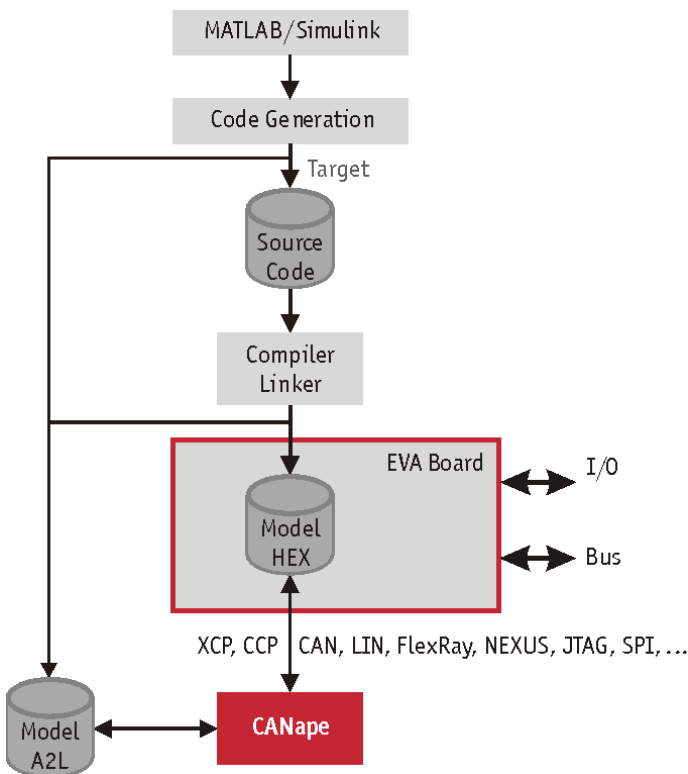 MATLAB/Simulink
Code Generation
Target
Source
Code
Compiler
Linker
EVA Board
I/O
Model
HEX
Bus
XCP, CCP CAN, LIN, FlexRay, NEXUS, JTAG, SPI, ...
Model
A2L
CANape